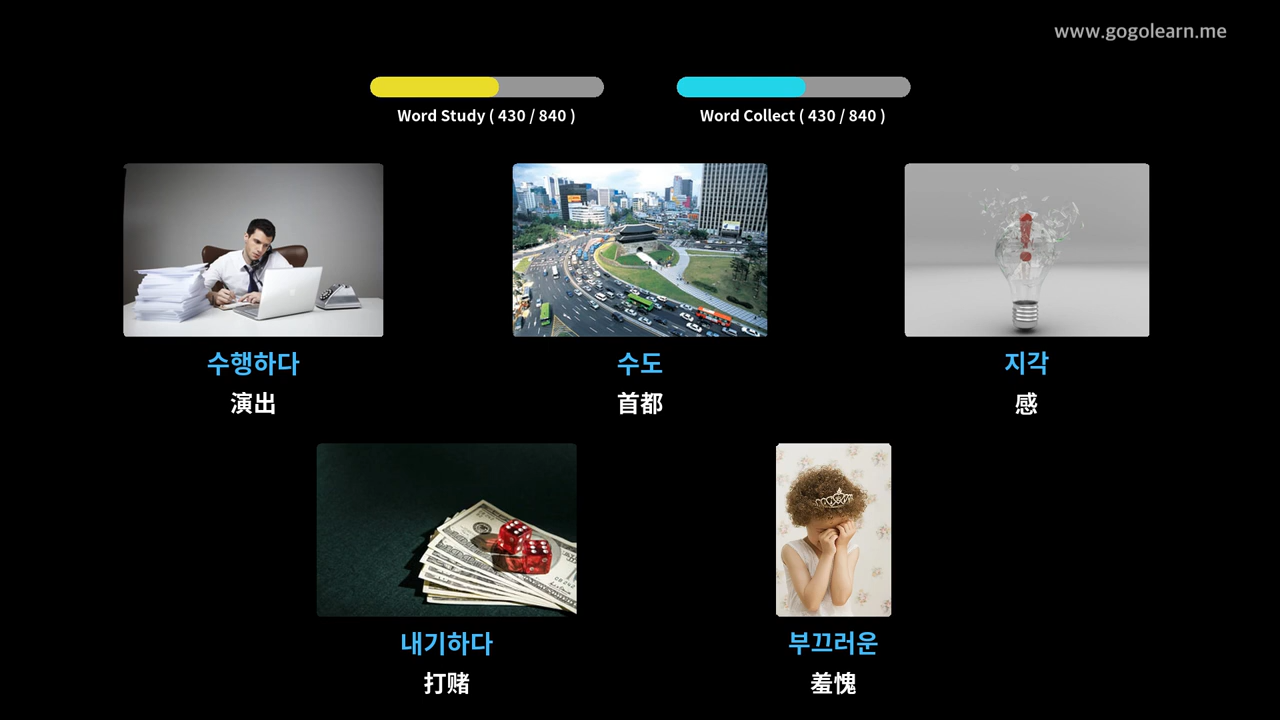 www.gogolearn.me
Word Study ( 430 / 840 )
Word Collect ( 430 / 840 )
수행하다
演出
수도
首都
지각
感
내기하다
打赌
부끄러운
羞愧